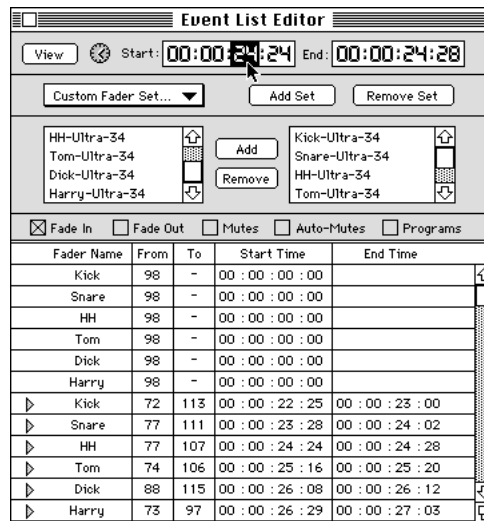 Event List Editor
View Start: 00:00:24:24 End: 00:00:24:28
Custom Fader Set... Add Set Remove Set
HH-Ultra-34
Tom-Ultra-34
Dick-Ultra-34
Harry-Ultra-34
Add
Remove
Kick-Ultra-34
Snare-Ultra-34
HH-Ultra-34
Tom-Ultra-34
Fade In Fade Out Mutes Auto-Mutes Programs
Fader Name From To Start Time End Time
Kick 98 - 00 : 00 : 00 : 00
Snare 98 - 00 : 00 : 00 : 00
HH 98 - 00 : 00 : 00 : 00
Tom 98 - 00 : 00 : 00 : 00
Dick 98 - 00 : 00 : 00 : 00
Harry 98 - 00 : 00 : 00 : 00
Kick 72 113 00 : 00 : 22 : 25 00 : 00 : 23 : 00
Snare 77 111 00 : 00 : 23 : 28 00 : 00 : 24 : 02
HH 77 107 00 : 00 : 24 : 24 00 : 00 : 24 : 28
Tom 74 106 00 : 00 : 25 : 16 00 : 00 : 25 : 20
Dick 88 115 00 : 00 : 26 : 08 00 : 00 : 26 : 12
Harry 73 97 00 : 00 : 26 : 29 00 : 00 : 27 : 03